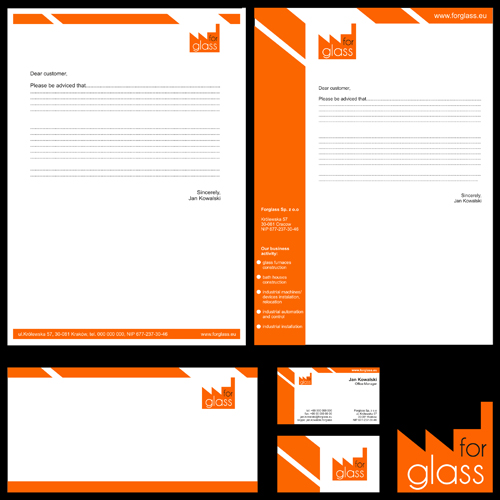 for
glass
Dear customer,
Please be adviced that
Sincerely,
Jan Kowalski
ul.Królewska 57, 30-081 Kraków, tel. 000 000 000, NIP 677-237-30-46
www.forglass.eu
www.forglass.eu
for
glass
Dear customer,
Please be adviced that
Sincerely,
Jan Kowalski
Forglass Sp. z o.o
Królewska 57
30-081 Cracow
NIP 677-237-30-46
Our business
activity:
glass furnaces
construction
industrial machines/
devices installation,
relocation
industrial automation
and control
industrial installation
for
glass
www.forglass.eu
for
glass
Jan Kowalski
Office Manager
Forglass Sp. z o.o
for
glass
for
glass